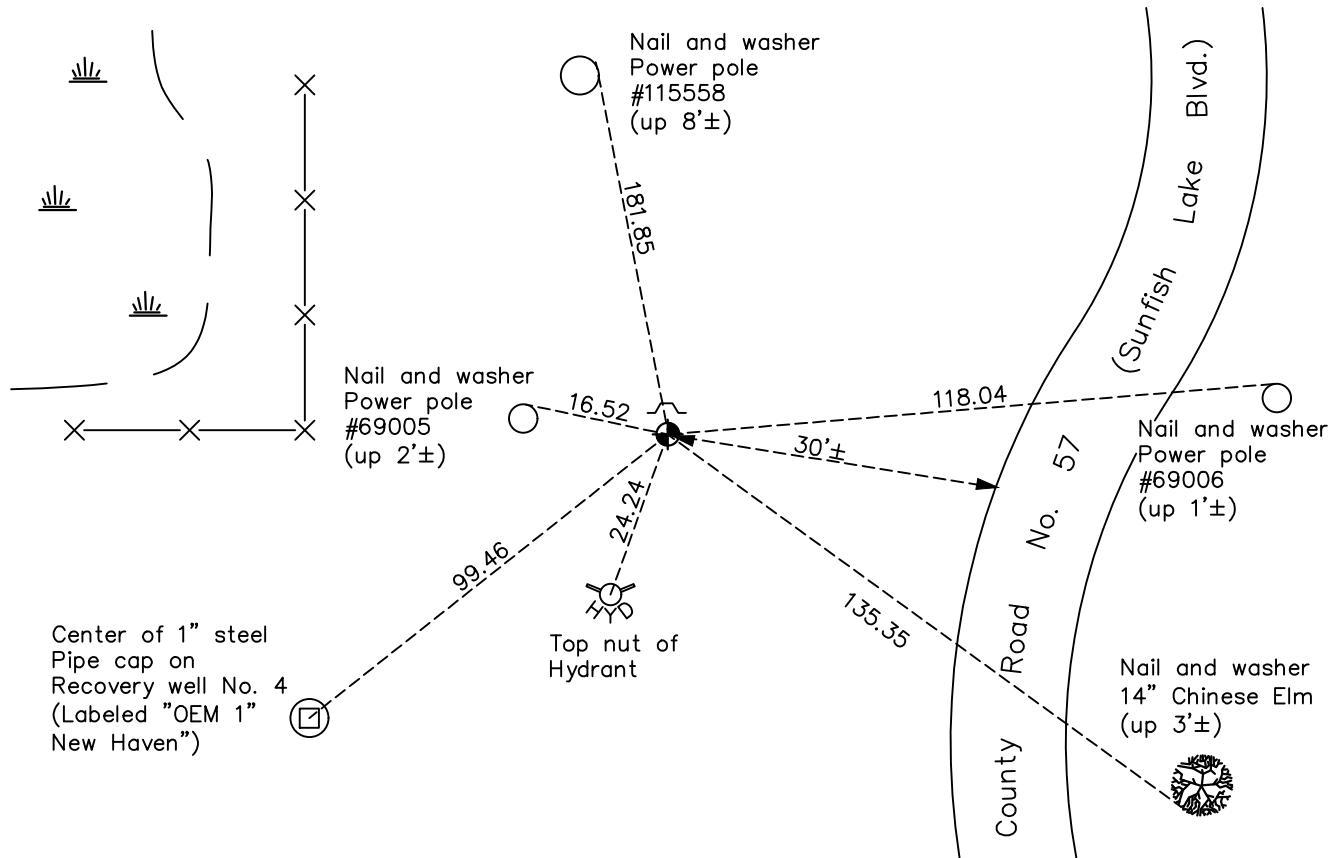 Nail and washer
Power pole
#115558
(up 8'±)
181.85
Nail and washer
Power pole
#69005
(up 2'±)
16.52
118.04
30'±
Nail and washer
Power pole
#69006
(up 1'±)
24.24
99.46
135.35
HYD
Top nut of
Hydrant
Center of 1" steel
Pipe cap on
Recovery well No. 4
(Labeled "OEM 1"
New Haven")
Nail and washer
14" Chinese Elm
(up 3'±)
County Road No. 57 (Sunfish Lake Blvd.)